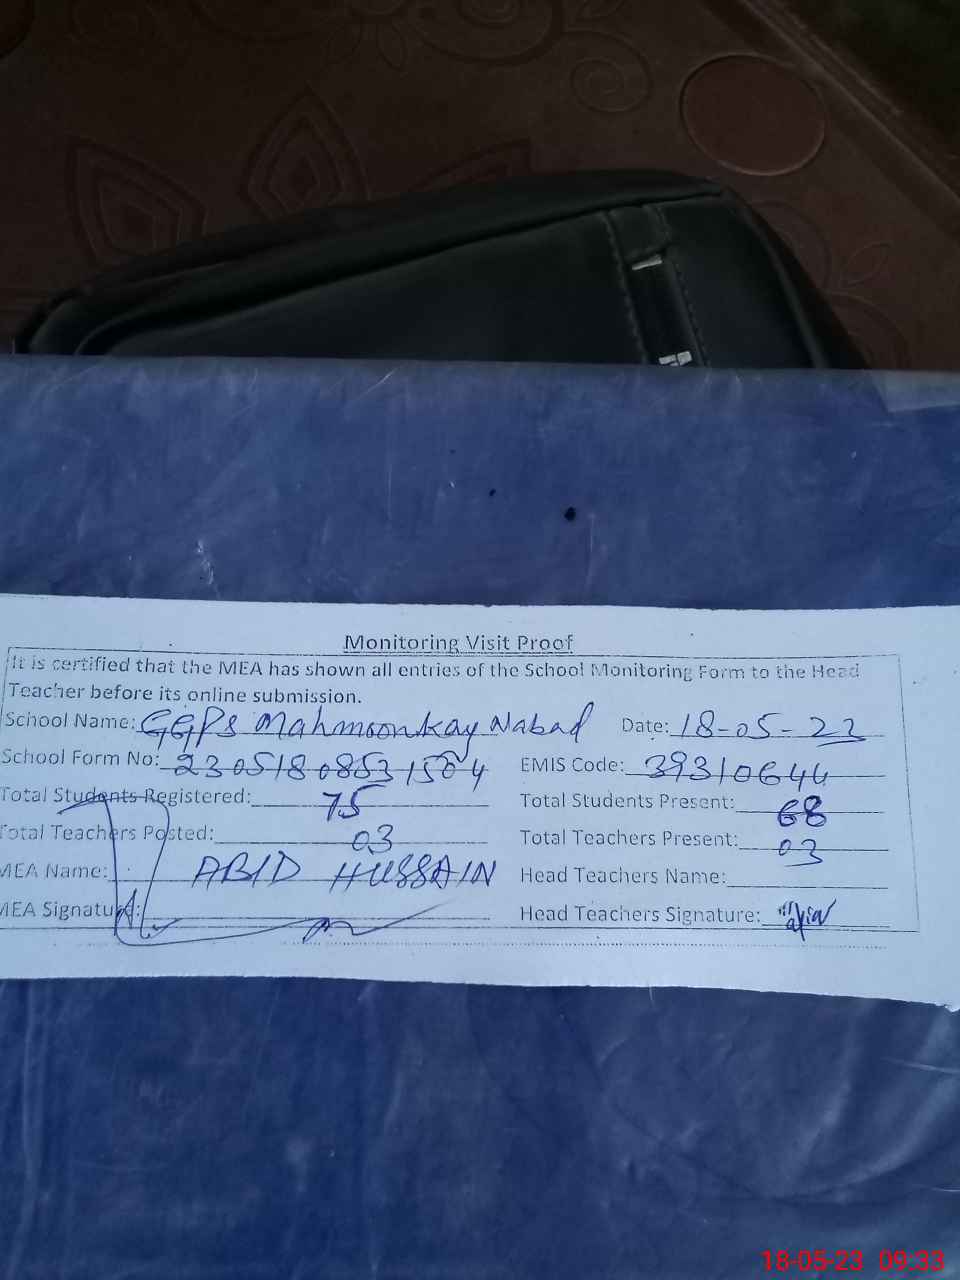 Monitoring Visit Proof
It is certified that the MEA has shown all entries of the School Monitoring Form to the Head
Teacher before its online submission.
School Name: GGPS Mahmoonkay Nabad Date: 18-05-23
School Form No: EMIS Code: 39310644
Total Students Registered: 75 Total Students Present: 68
Total Teachers Posted: 03 Total Teachers Present: 03
MEA Name: ABID HUSSAIN Head Teachers Name:
MEA Signature: Head Teachers Signature:
18-05-23 09:33